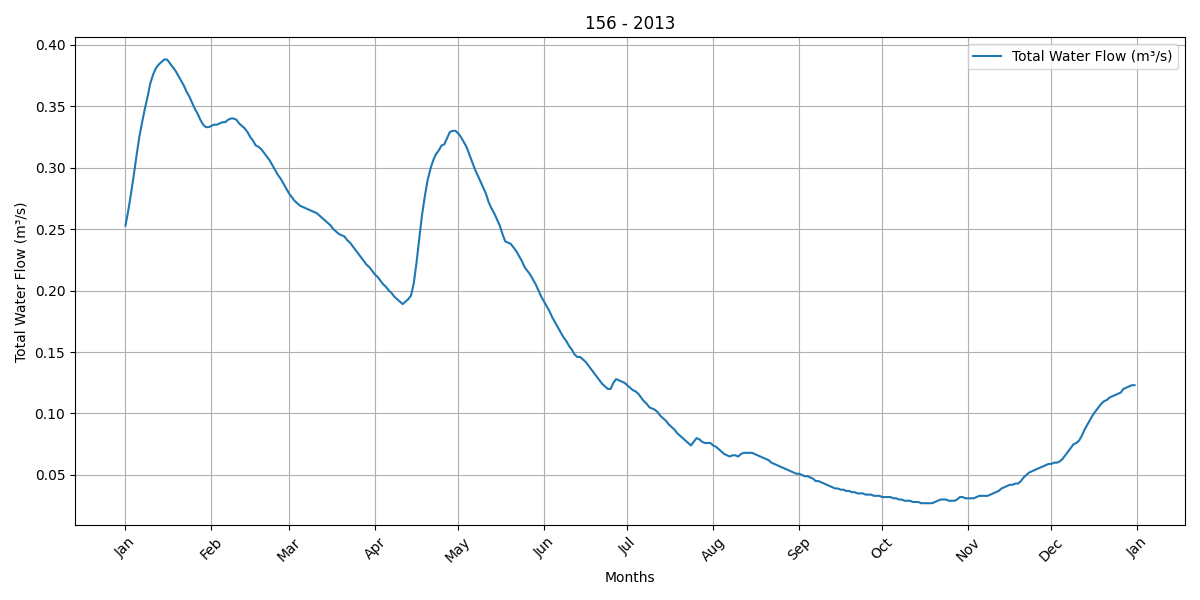 156 - 2013
Total Water Flow (m³/s)
Total Water Flow (m³/s)
0.40
0.35
0.30
0.25
0.20
0.15
0.10
0.05
Jan
Feb
Mar
Apr
May
Jun
Jul
Aug
Sep
Oct
Nov
Dec
Jan
Months